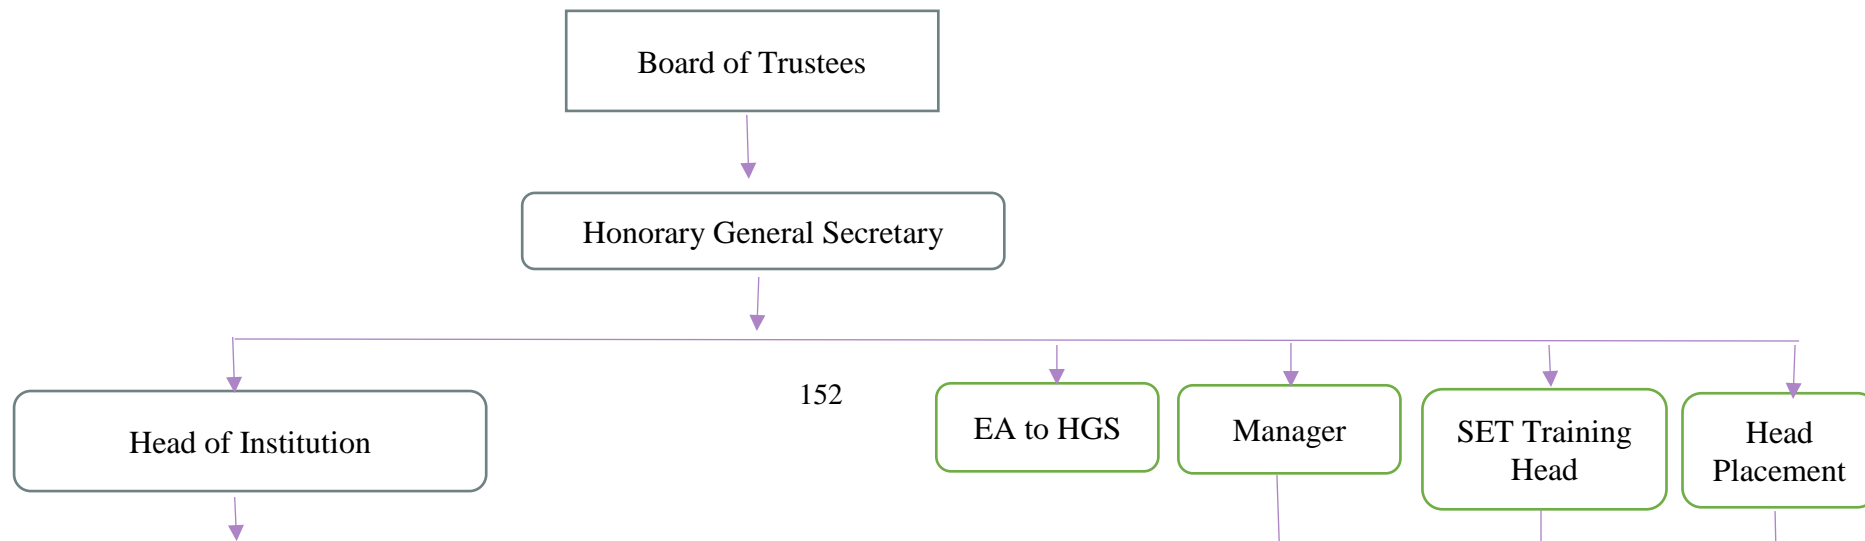 Board of Trustees
Honorary General Secretary
152
Head of Institution
EA to HGS
Manager
SET Training
Head
Head
Placement